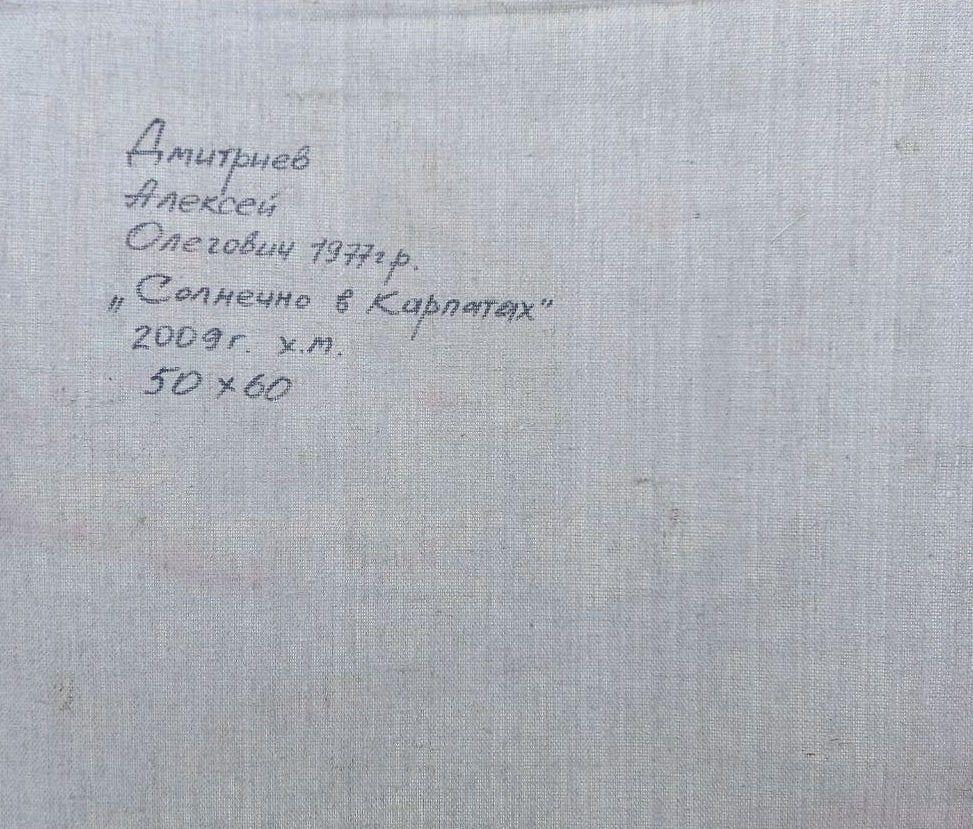 Дмитриев
Алексей
Олегович 1977г р.
„Солнечно в Карпатах"
2009г. х.м.
50 х 60